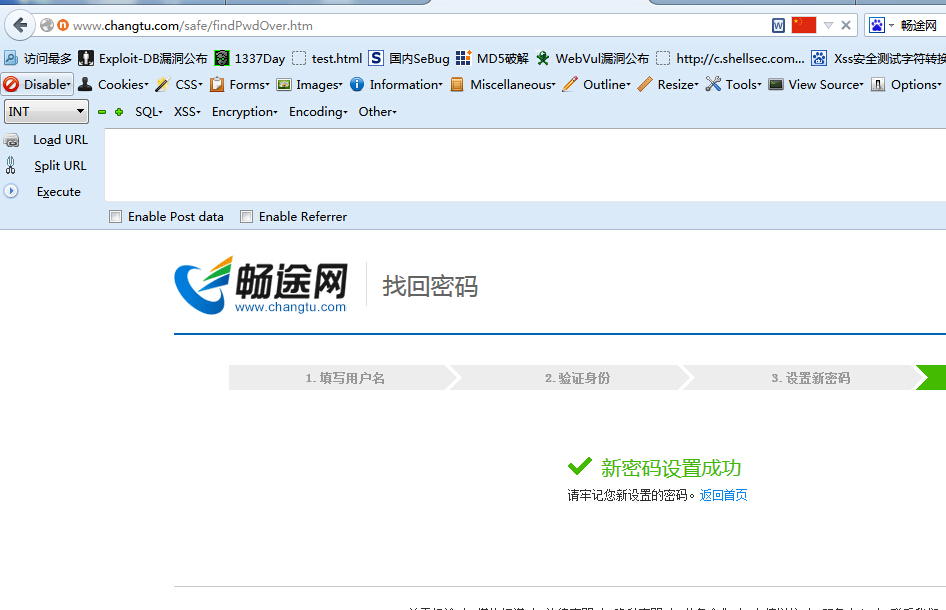 www.changtu.com/safe/findPwdOver.htm 畅途网
访问最多 Exploit-DB漏洞公布 1337Day test.html 国内SeBug MD5破解 WebVul漏洞公布 http://c.shellsec.com... Xss安全测试字符转换
Disable Cookies CSS Forms Images Information Miscellaneous Outline Resize Tools View Source Options
INT SQL XSS Encryption Encoding Other
Load URL
Split URL
Execute
Enable Post data Enable Referrer
畅途网 找回密码
www.changtu.com
1. 填写用户名 2. 验证身份 3. 设置新密码
新密码设置成功
请牢记您新设置的密码。返回首页